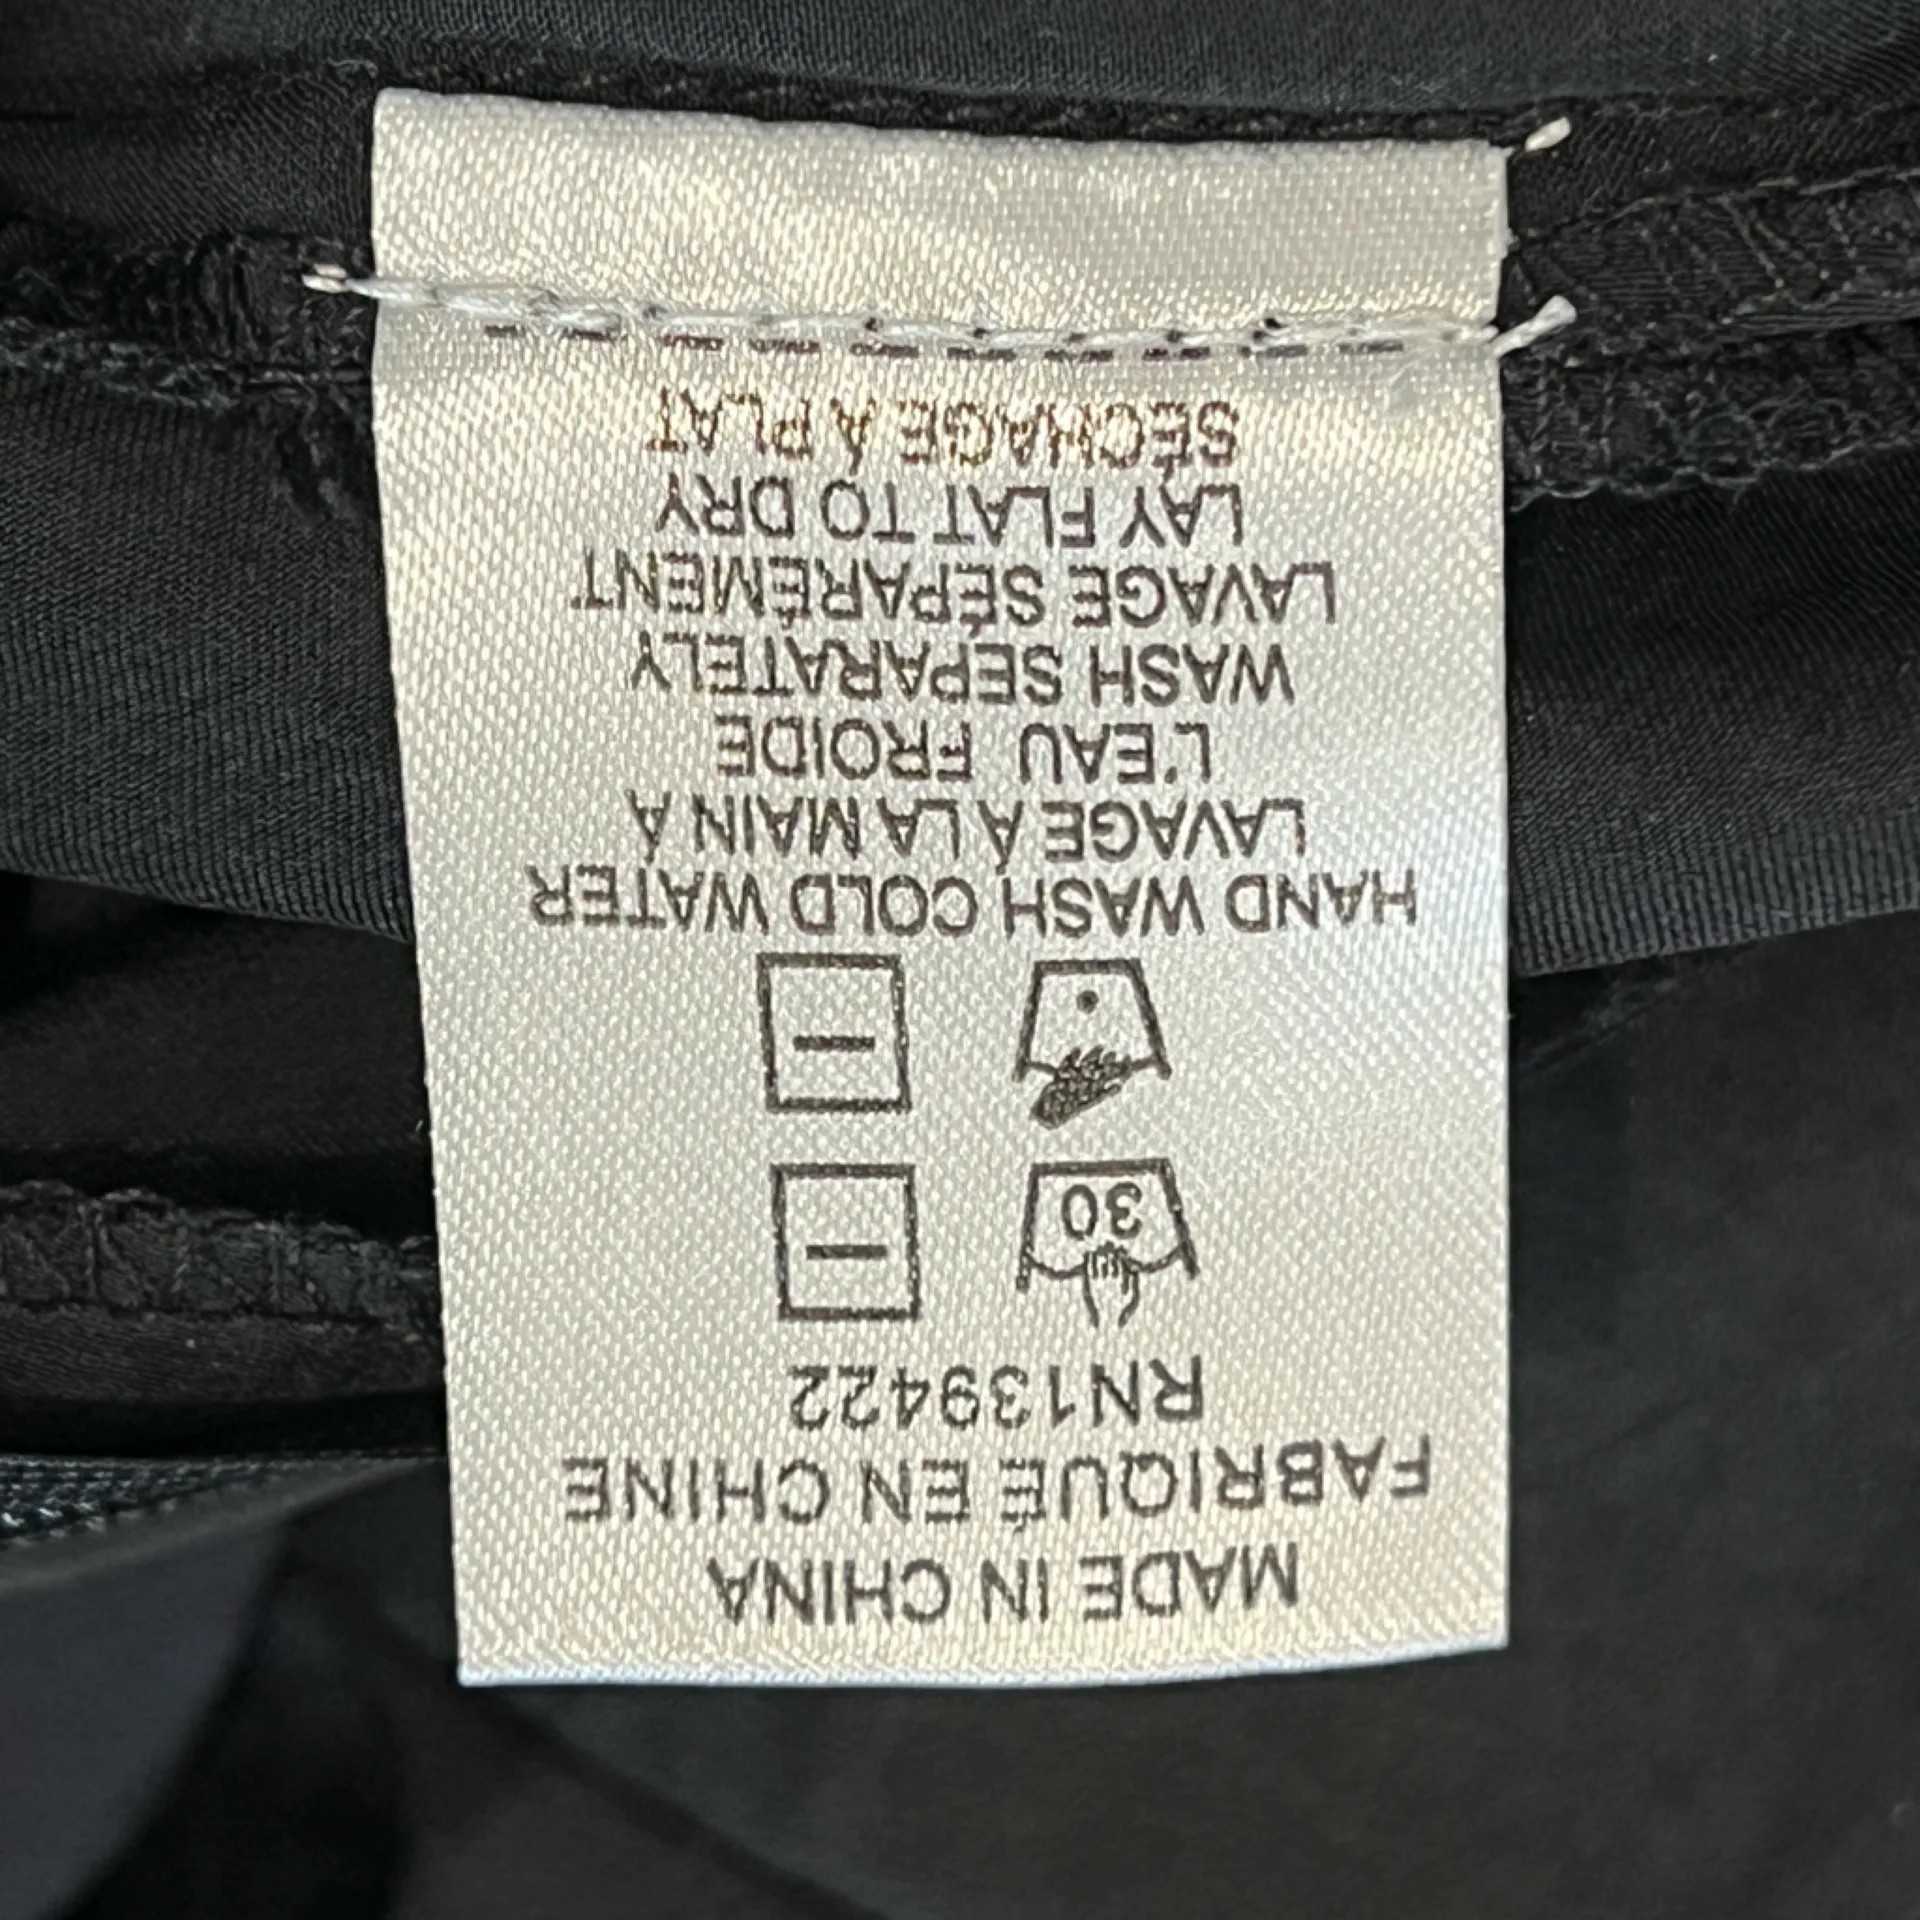 MADE IN CHINA
FABRIQUÉ EN CHINE
RN139422
30
HAND WASH COLD WATER
LAVAGE À LA MAIN À
L'EAU FROIDE
WASH SEPARATELY
LAVAGE SÉPARÉMENT
LAY FLAT TO DRY
SÉCHAGE À PLAT